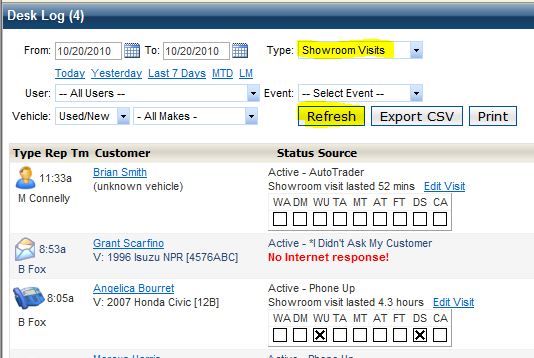 Desk Log (4)
From: 10/20/2010 To: 10/20/2010 Type: Showroom Visits
Today Yesterday Last 7 Days MTD LM
User: -- All Users -- Event: -- Select Event --
Vehicle: Used/New - All Makes - Refresh Export CSV Print
Type Rep Tm Customer Status Source
11:33a Brian Smith Active - AutoTrader
(unknown vehicle) Showroom visit lasted 52 mins Edit Visit
M Connelly WA DM WU TA MT AT FT DS CA
8:53a Grant Scarfino Active - *I Didn't Ask My Customer
V: 1996 Isuzu NPR [4576ABC] No Internet response!
B Fox
8:05a Angelica Bourret Active - Phone Up
V: 2007 Honda Civic [12B] Showroom visit lasted 4.3 hours Edit Visit
B Fox WA DM WU TA MT AT FT DS CA
Active - Phone Up